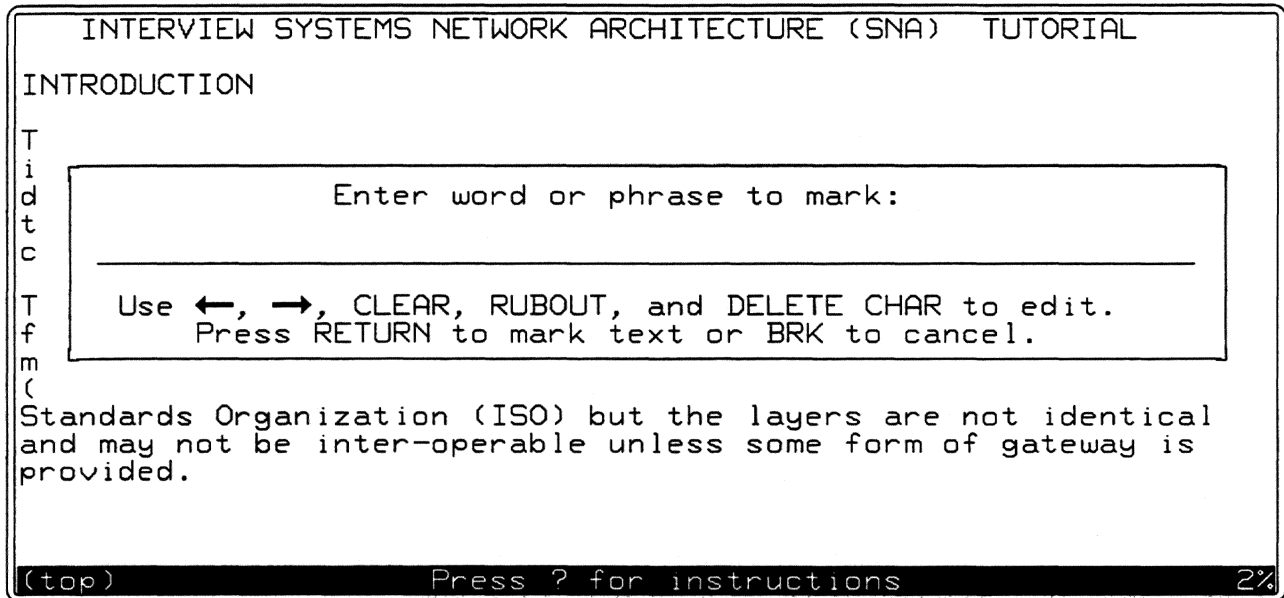 INTERVIEW SYSTEMS NETWORK ARCHITECTURE (SNA) TUTORIAL
INTRODUCTION
T
i
d
t
c
Enter word or phrase to mark:
T
f
m
(
Use ←, →, CLEAR, RUBOUT, and DELETE CHAR to edit.
Press RETURN to mark text or BRK to cancel.
Standards Organization (ISO) but the layers are not identical
and may not be inter-operable unless some form of gateway is
provided.
(top) Press ? for instructions 2%